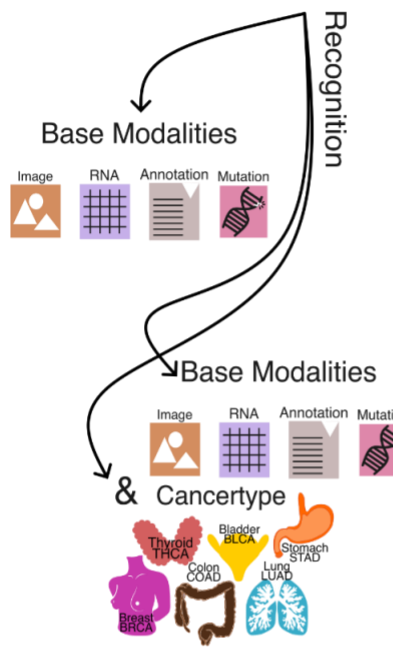 Recognition
Base Modalities
Image RNA Annotation Mutation
Base Modalities
Image RNA Annotation Mutati
& Cancertype
Thyroid
THCA
Bladder
BLCA
Stomach
STAD
Breast
BRCA
Colon
COAD
Lung
LUAD